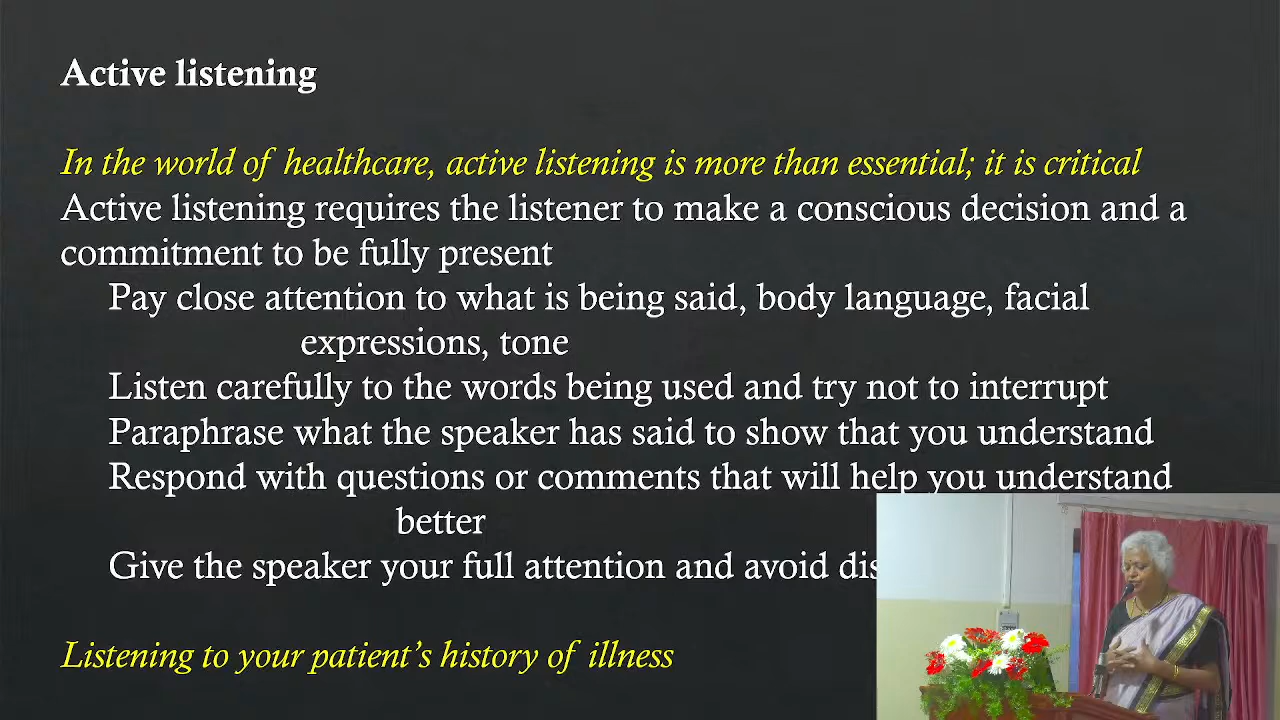 Active listening
In the world of healthcare, active listening is more than essential; it is critical
Active listening requires the listener to make a conscious decision and a
commitment to be fully present
Pay close attention to what is being said, body language, facial
expressions, tone
Listen carefully to the words being used and try not to interrupt
Paraphrase what the speaker has said to show that you understand
Respond with questions or comments that will help you understand
better
Give the speaker your full attention and avoid
Listening to your patient's history of illness